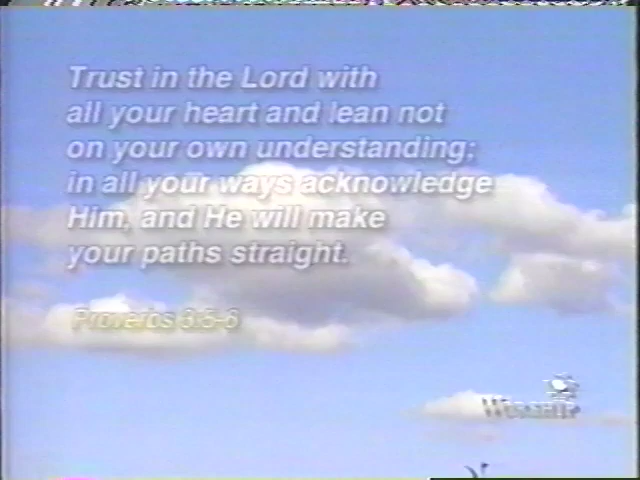 Trust in the Lord with
all your heart and lean not
on your own understanding;
in all your ways acknowledge
Him, and He will make
your paths straight.
Proverbs 3:5-6
Worship